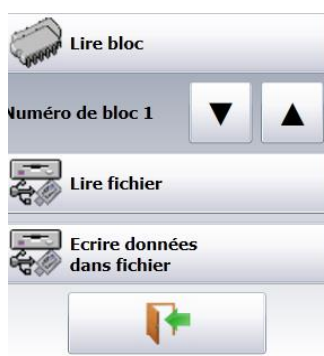 Lire bloc
Numéro de bloc 1
Lire fichier
Ecrire données
dans fichier